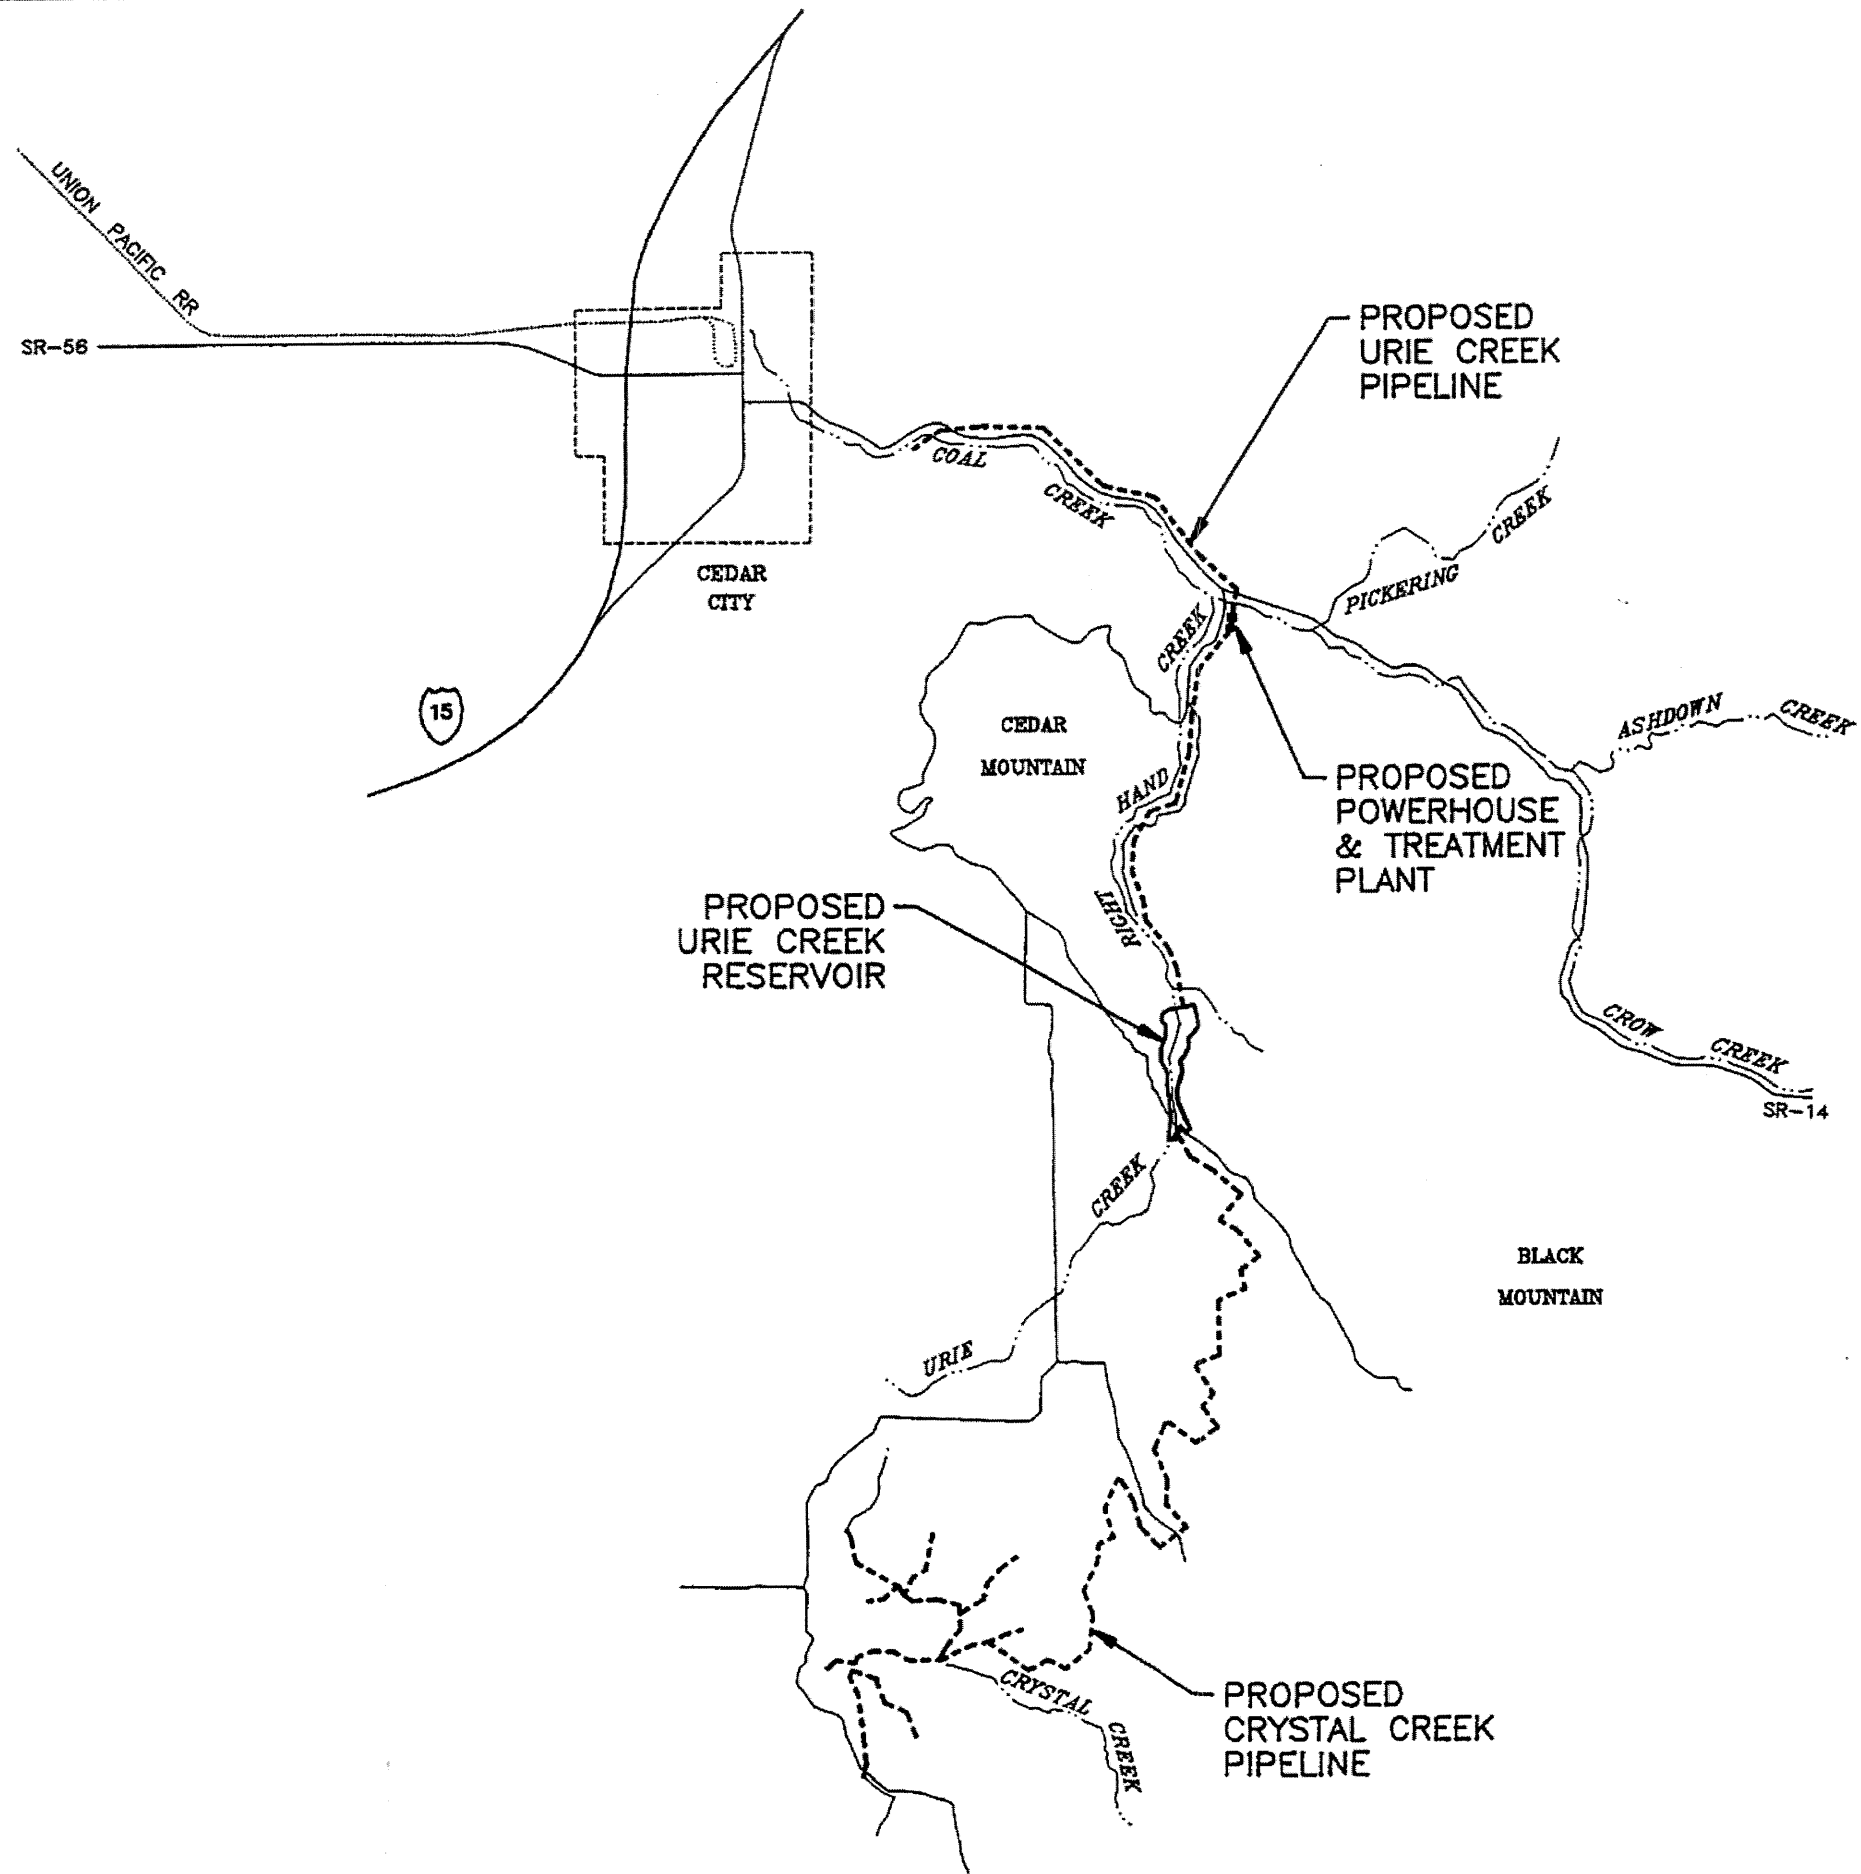 UNION PACIFIC RR
SR-56
PROPOSED
URIE CREEK
PIPELINE
COAL
CREEK
CREEK
PICKERING
CEDAR
CITY
CREEK
15
CEDAR
MOUNTAIN
ASHDOWN CREEK
HAND
PROPOSED
POWERHOUSE
& TREATMENT
PLANT
RIGHT
PROPOSED
URIE CREEK
RESERVOIR
CROW CREEK
SR-14
CREEK
URIE
BLACK
MOUNTAIN
CRYSTAL
CREEK
PROPOSED
CRYSTAL CREEK
PIPELINE